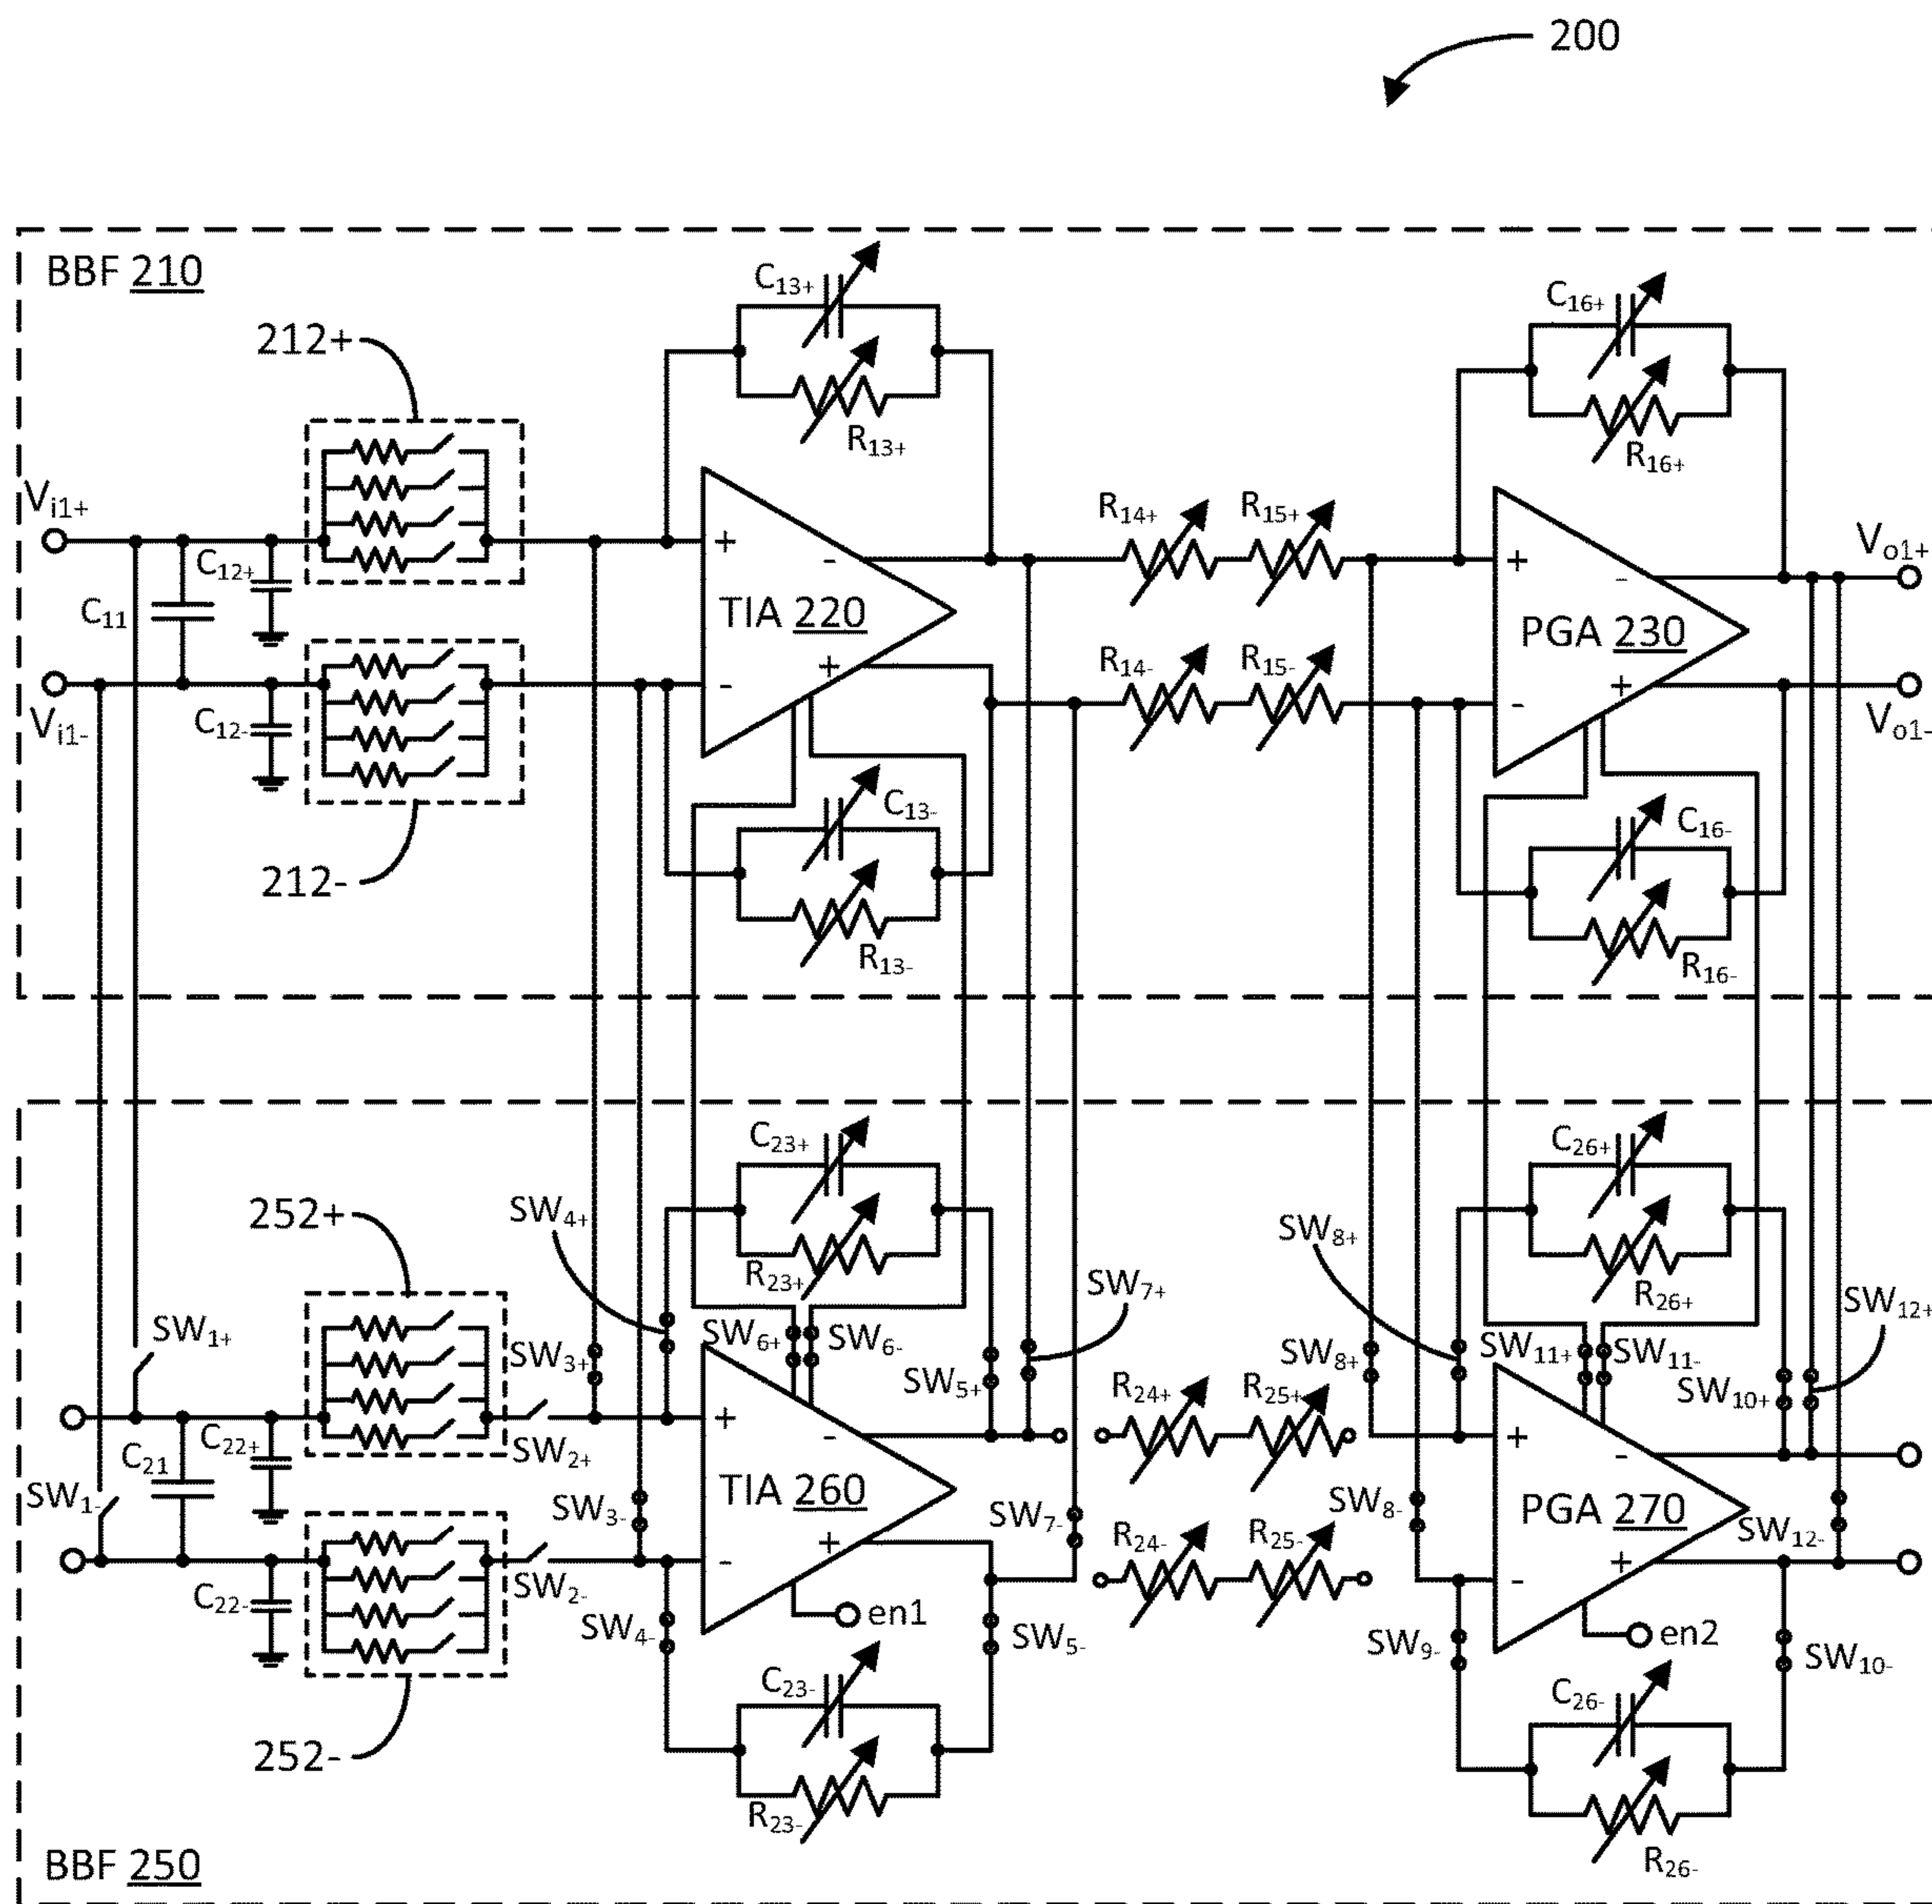 200
BBF 210
C13+
C16+
212+
R13+
R16+
Vi1+
R14+
R15+
Vo1+
C12+
+
-
+
-
C11
TIA 220
PGA 230
R14-
R15-
+
-
+
-
Vi1-
C12-
Vo1-
C13-
C16-
212-
R13-
R16-
C23+
C26+
252+
SW4+
SW8+
R23+
SW7+
R26+
SW12+
SW1+
SW6+
SW6-
SW3+
SW8+
SW11+
SW11-
SW5+
R24+
R25+
SW10+
C22+
+
-
+
-
C21
SW2+
SW1-
TIA 260
PGA 270
SW3-
SW7-
SW8-
R24-
R25-
SW12-
+
-
+
-
C22-
SW2-
en1
en2
SW4-
SW5-
SW9-
SW10-
C23-
C26-
252-
R23-
R26-
BBF 250